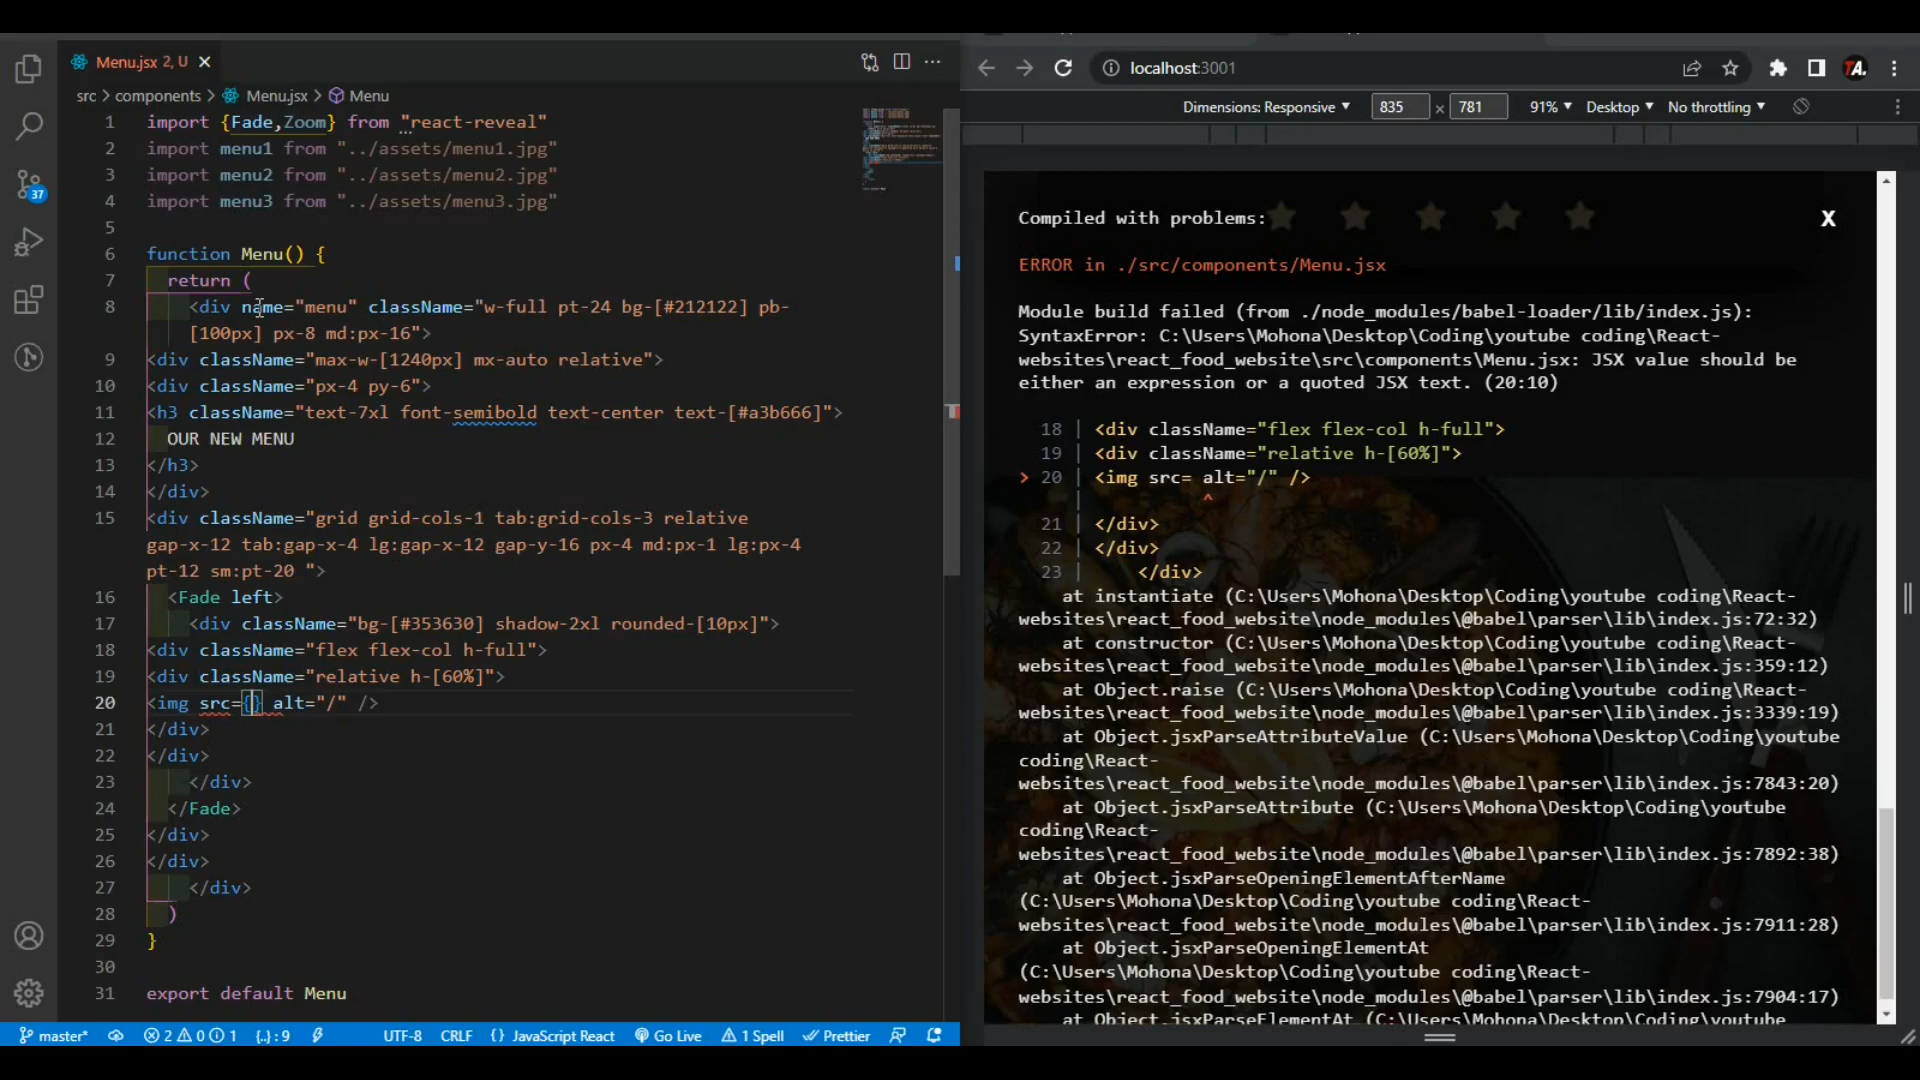 Menu.jsx 2, U
src > components > Menu.jsx > Menu
1 import {Fade,Zoom} from "react-reveal"
2 import menu1 from "../assets/menu1.jpg"
3 import menu2 from "../assets/menu2.jpg"
4 import menu3 from "../assets/menu3.jpg"
5
6 function Menu() {
7 return (
8 <div name="menu" className="w-full pt-24 bg-[#212122] pb-
[100px] px-8 md:px-16">
9 <div className="max-w-[1240px] mx-auto relative">
10 <div className="px-4 py-6">
11 <h3 className="text-7xl font-semibold text-center text-[#a3b666]">
12 OUR NEW MENU
13 </h3>
14 </div>
15 <div className="grid grid-cols-1 tab:grid-cols-3 relative
gap-x-12 tab:gap-x-4 lg:gap-x-12 gap-y-16 px-4 md:px-1 lg:px-4
pt-12 sm:pt-20 ">
16 <Fade left>
17 <div className="bg-[#353630] shadow-2xl rounded-[10px]">
18 <div className="flex flex-col h-full">
19 <div className="relative h-[60%]">
20 <img src={} alt="/" />
21 </div>
22 </div>
23 </div>
24 </Fade>
25 </div>
26 </div>
27 </div>
28 )
29 }
30
31 export default Menu
37
master* 2 0 1 {..} : 9 UTF-8 CRLF {} JavaScript React Go Live 1 Spell Prettier
localhost:3001
TA.
Dimensions: Responsive 835 × 781 91% Desktop No throttling
Compiled with problems: X
ERROR in ./src/components/Menu.jsx
Module build failed (from ./node_modules/babel-loader/lib/index.js):
SyntaxError: C:\Users\Mohona\Desktop\Coding\youtube coding\React-
websites\react_food_website\src\components\Menu.jsx: JSX value should be
either an expression or a quoted JSX text. (20:10)
18 | <div className="flex flex-col h-full">
19 | <div className="relative h-[60%]">
> 20 | <img src= alt="/" />
| ^
21 | </div>
22 | </div>
23 | </div>
at instantiate (C:\Users\Mohona\Desktop\Coding\youtube coding\React-
websites\react_food_website\node_modules\@babel\parser\lib\index.js:72:32)
at constructor (C:\Users\Mohona\Desktop\Coding\youtube coding\React-
websites\react_food_website\node_modules\@babel\parser\lib\index.js:359:12)
at Object.raise (C:\Users\Mohona\Desktop\Coding\youtube coding\React-
websites\react_food_website\node_modules\@babel\parser\lib\index.js:3339:19)
at Object.jsxParseAttributeValue (C:\Users\Mohona\Desktop\Coding\youtube
coding\React-
websites\react_food_website\node_modules\@babel\parser\lib\index.js:7843:20)
at Object.jsxParseAttribute (C:\Users\Mohona\Desktop\Coding\youtube
coding\React-
websites\react_food_website\node_modules\@babel\parser\lib\index.js:7892:38)
at Object.jsxParseOpeningElementAfterName
(C:\Users\Mohona\Desktop\Coding\youtube coding\React-
websites\react_food_website\node_modules\@babel\parser\lib\index.js:7911:28)
at Object.jsxParseOpeningElementAt
(C:\Users\Mohona\Desktop\Coding\youtube coding\React-
websites\react_food_website\node_modules\@babel\parser\lib\index.js:7904:17)
at Object.jsxParseElementAt (C:\Users\Mohona\Desktop\Coding\youtube